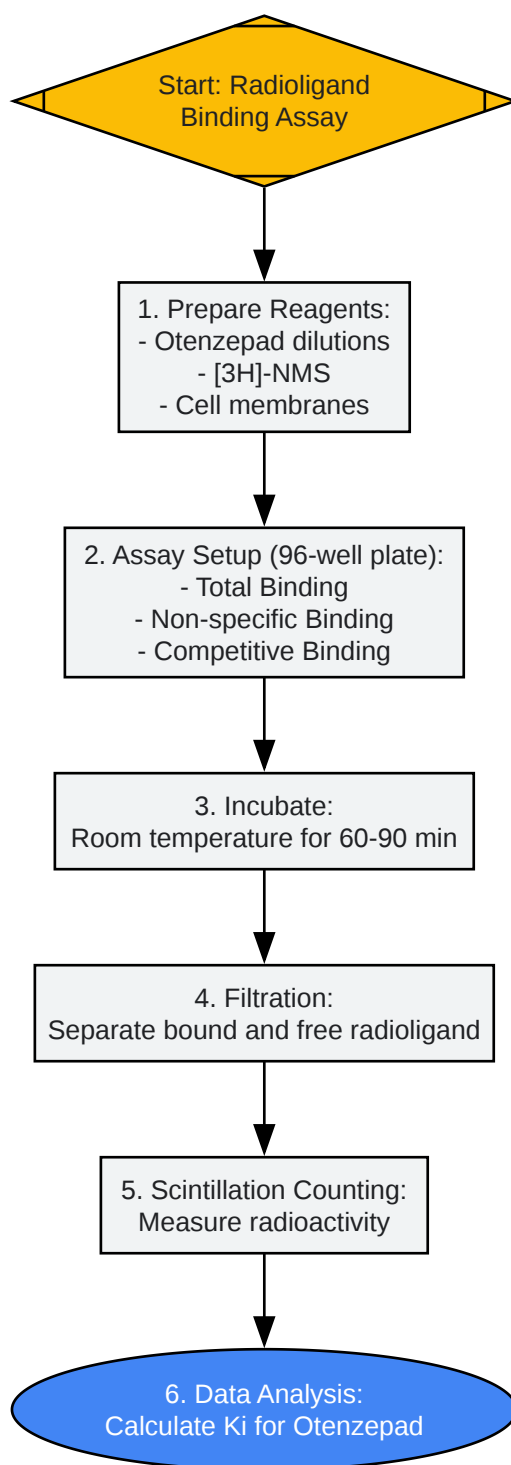 Start: Radioligand
Binding Assay
1. Prepare Reagents:
- Otenzepad dilutions
- [3H]-NMS
- Cell membranes
2. Assay Setup (96-well plate):
- Total Binding
- Non-specific Binding
- Competitive Binding
3. Incubate:
Room temperature for 60-90 min
4. Filtration:
Separate bound and free radioligand
5. Scintillation Counting:
Measure radioactivity
6. Data Analysis:
Calculate Ki for Otenzepad